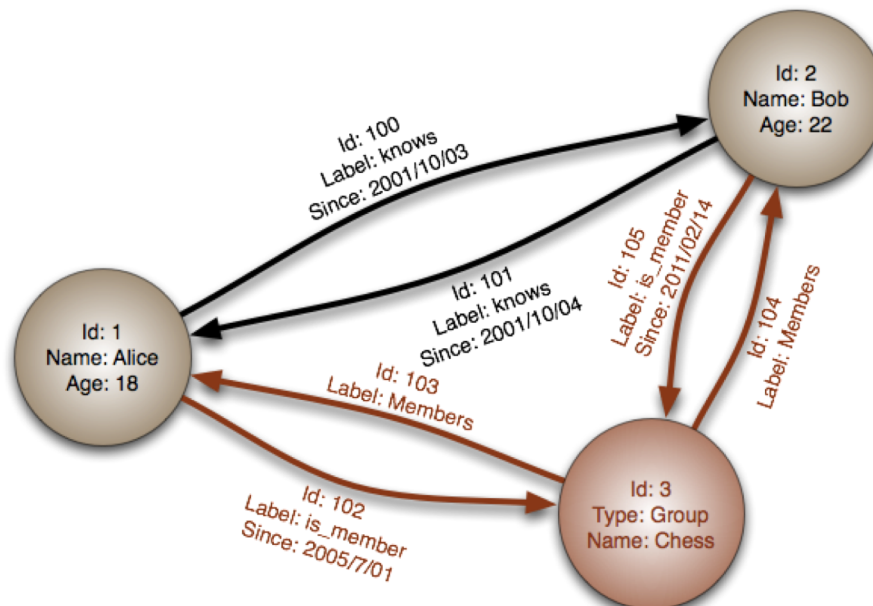 Id: 2
Name: Bob
Age: 22
Id: 100
Label: knows
Since: 2001/10/03
Id: 101
Label: knows
Since: 2001/10/04
Id: 105
Label: is_member
Since: 2011/02/14
Id: 104
Label: Members
Id: 1
Name: Alice
Age: 18
Id: 103
Label: Members
Id: 102
Label: is_member
Since: 2005/7/01
Id: 3
Type: Group
Name: Chess